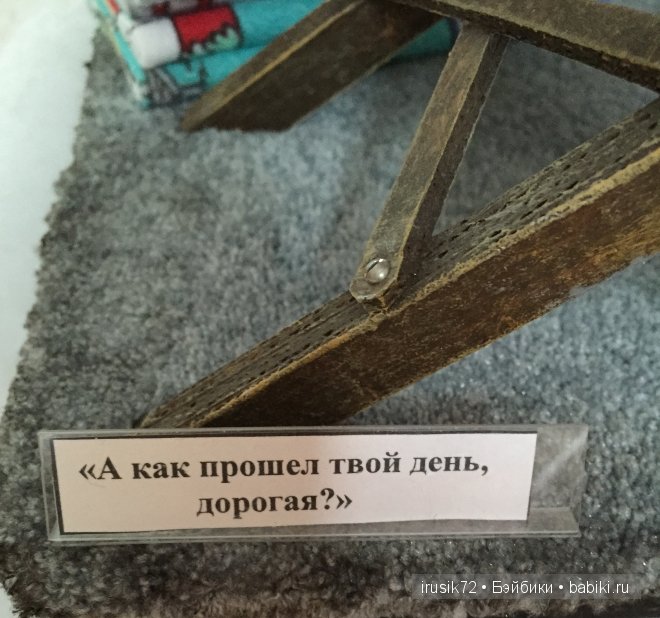 «А как прошел твой день,
дорогая?»
irusik72 • Бэйбики • babiki.ru